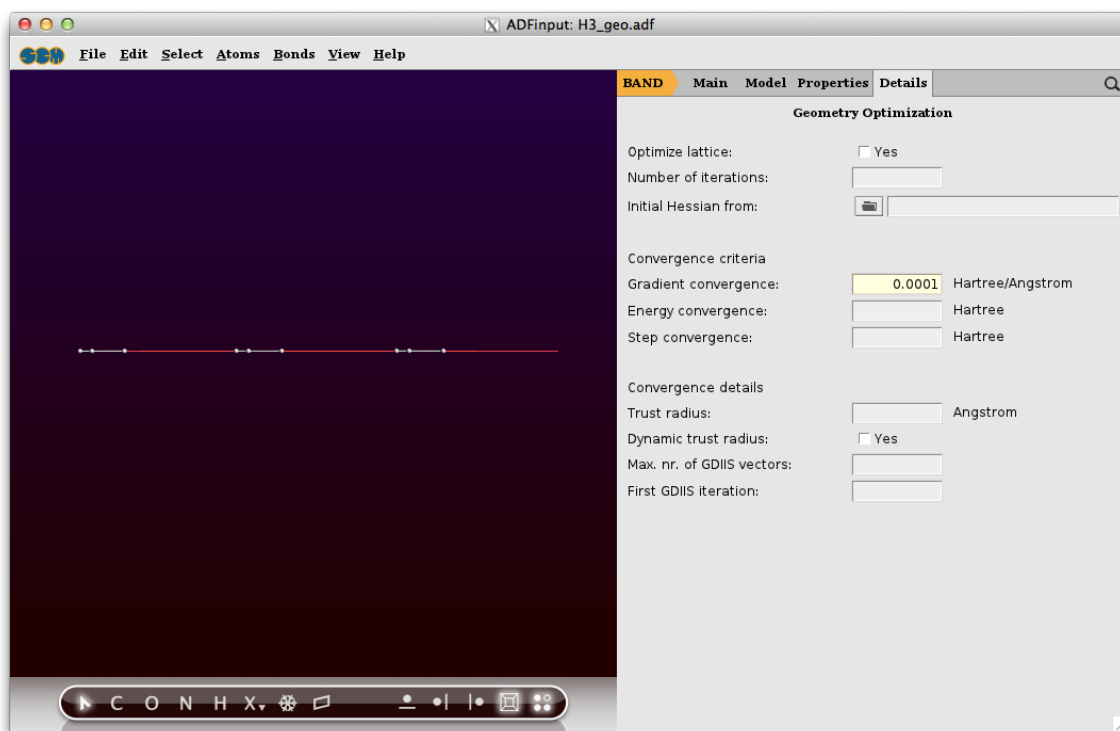 X ADFinput: H3_geo.adf
SCM File Edit Select Atoms Bonds View Help
BAND Main Model Properties Details
Geometry Optimization
Optimize lattice: Yes
Number of iterations:
Initial Hessian from:
Convergence criteria
Gradient convergence: 0.0001 Hartree/Angstrom
Energy convergence: Hartree
Step convergence: Hartree
Convergence details
Trust radius: Angstrom
Dynamic trust radius: Yes
Max. nr. of GDIIS vectors:
First GDIIS iteration:
C O N H X